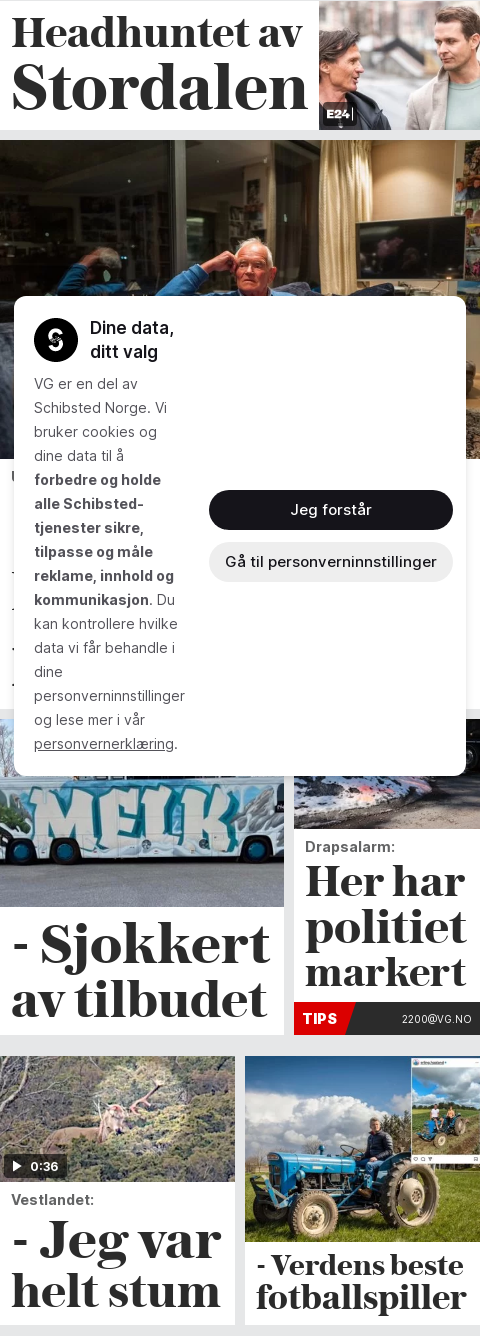 Headhuntet av
Stordalen
E24
Dine data,
ditt valg
VG er en del av
Schibsted Norge. Vi
bruker cookies og
dine data til å
forbedre og holde
alle Schibsted-
tjenester sikre,
tilpasse og måle
reklame, innhold og
kommunikasjon. Du
kan kontrollere hvilke
data vi får behandle i
dine
personverninnstillinger
og lese mer i vår
personvernerklæring.
Jeg forstår
Gå til personverninnstillinger
MELK
- Sjokkert
av tilbudet
Drapsalarm:
Her har
politiet
markert
TIPS
2200@VG.NO
0:36
Vestlandet:
- Jeg var
helt stum
- Verdens beste
fotballspiller